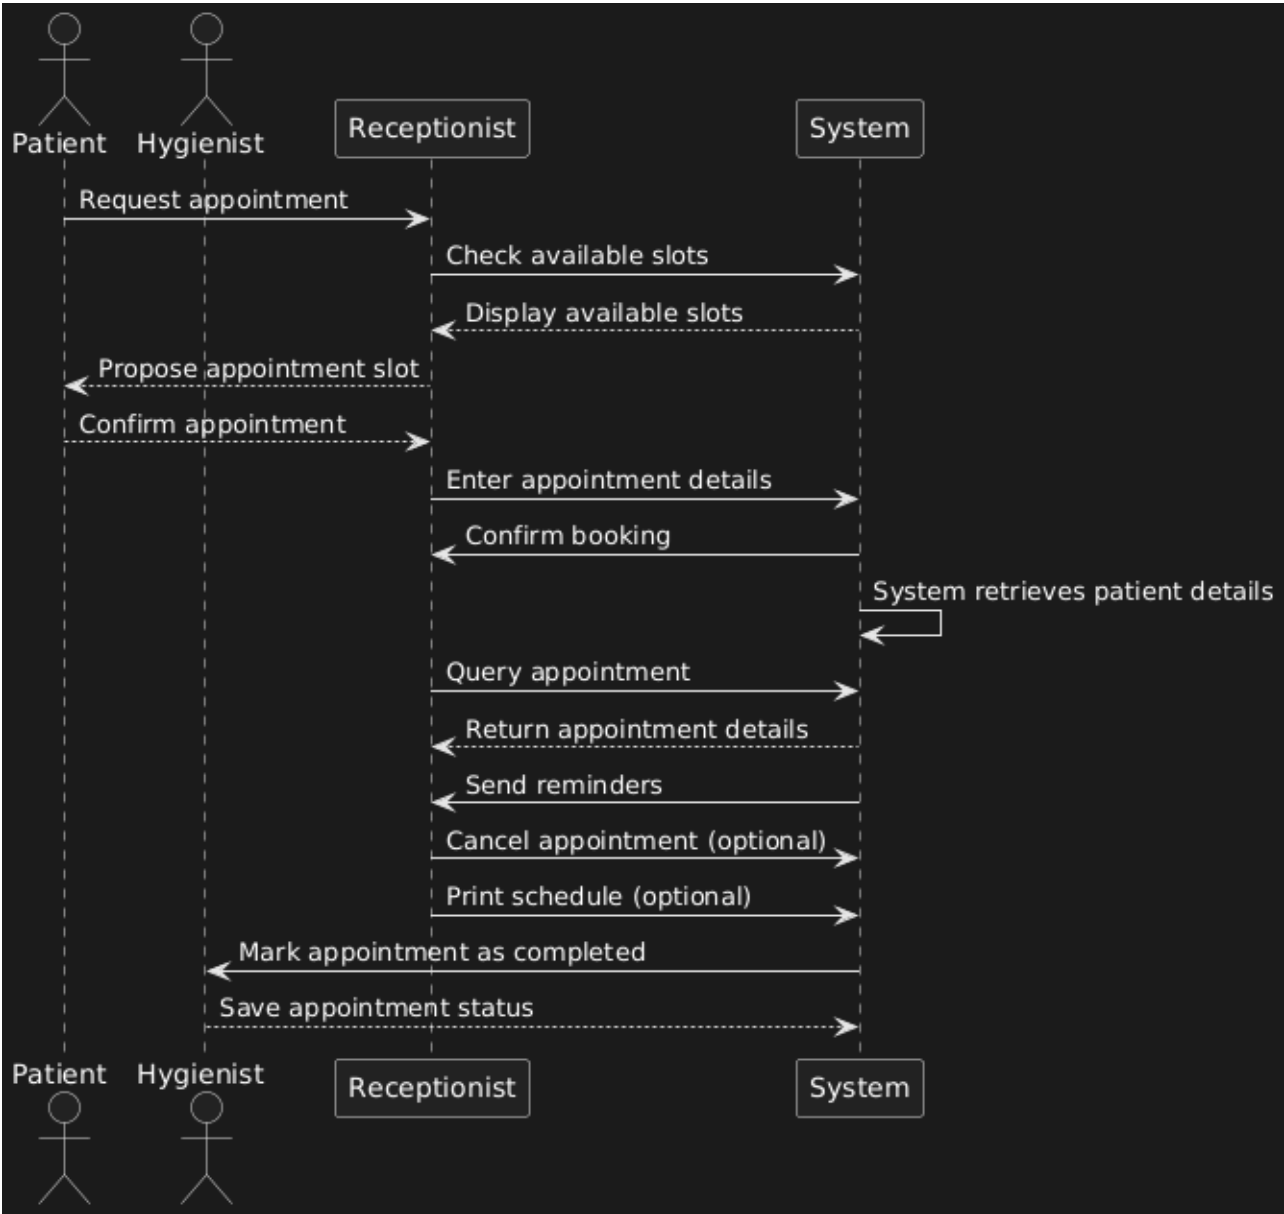 Patient
Hygienist
Receptionist
System
Request appointment
Check available slots
Display available slots
Propose appointment slot
Confirm appointment
Enter appointment details
Confirm booking
System retrieves patient details
Query appointment
Return appointment details
Send reminders
Cancel appointment (optional)
Print schedule (optional)
Mark appointment as completed
Save appointment status
Patient
Hygienist
Receptionist
System